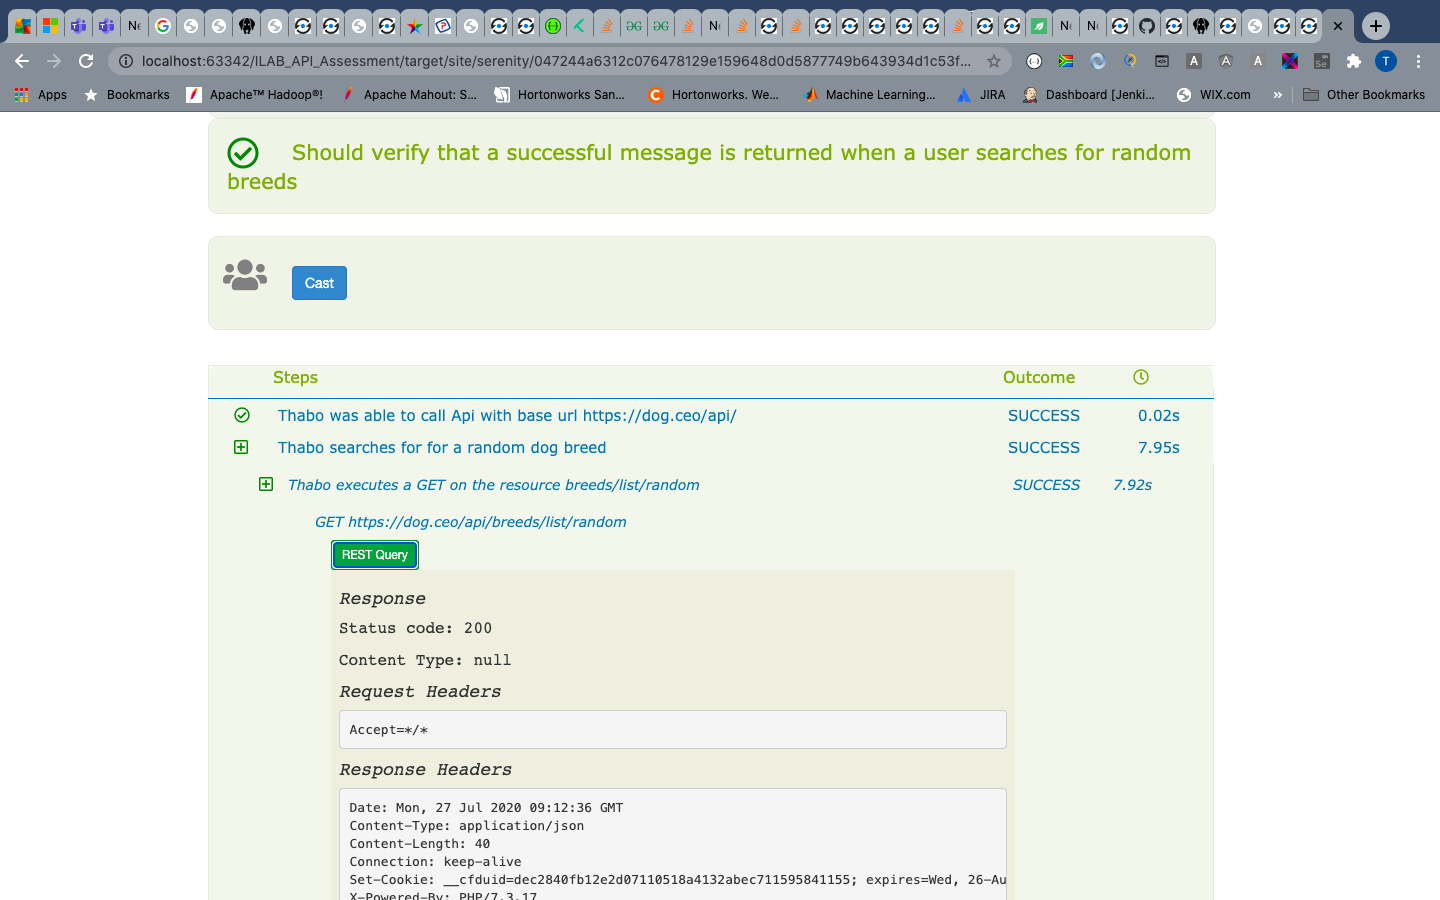 Ne
Ne
Ne
Ne
localhost:63342/ILAB_API_Assessment/target/site/serenity/047244a6312c076478129e159648d0d5877749b643934d1c53f...
T
Apps
Bookmarks
Apache™ Hadoop®!
Apache Mahout: S...
Hortonworks San...
Hortonworks. We...
Machine Learning...
JIRA
Dashboard [Jenki...
WIX.com
»
Other Bookmarks
Should verify that a successful message is returned when a user searches for random
breeds
Cast
Steps Outcome
Thabo was able to call Api with base url https://dog.ceo/api/ SUCCESS 0.02s
Thabo searches for for a random dog breed SUCCESS 7.95s
Thabo executes a GET on the resource breeds/list/random SUCCESS 7.92s
GET https://dog.ceo/api/breeds/list/random
REST Query
Response
Status code: 200
Content Type: null
Request Headers
Accept=*/*
Response Headers
Date: Mon, 27 Jul 2020 09:12:36 GMT
Content-Type: application/json
Content-Length: 40
Connection: keep-alive
Set-Cookie: __cfduid=dec2840fb12e2d07110518a4132abec711595841155; expires=Wed, 26-Au
X-Powered-By: PHP/7.3.17